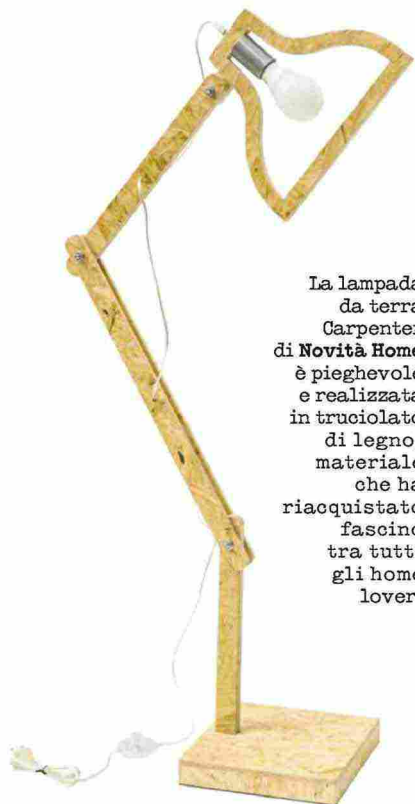 La lampada
da terra
Carpenter
di Novità Home
è pieghevole
e realizzata
in truciolato
di legno,
materiale
che ha
riacquistato
fascino
tra tutti
gli home
lover